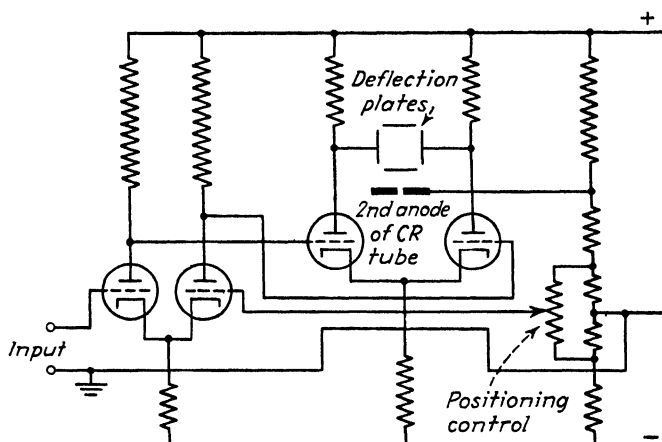 +
Deflection
plates
2nd anode
of CR
tube
Input
Positioning
control
−